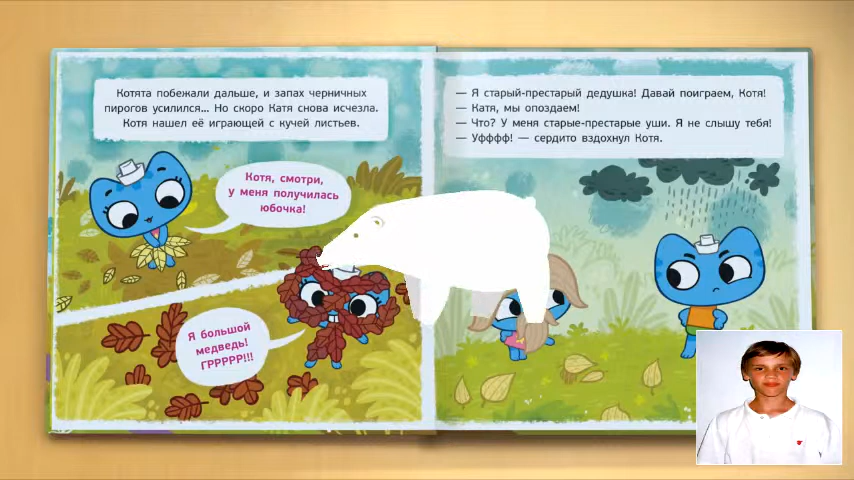 Котята побежали дальше, и запах черничных
пирогов усилился... Но скоро Катя снова исчезла.
Котя нашел её играющей с кучей листьев.
Котя, смотри,
у меня получилась
юбочка!
Я большой
медведь!
ГРРРРР!!!
— Я старый-престарый дедушка! Давай поиграем, Котя!
— Катя, мы опоздаем!
— Что? У меня старые-престарые уши. Я не слышу тебя!
— Уфффф! — сердито вздохнул Котя.